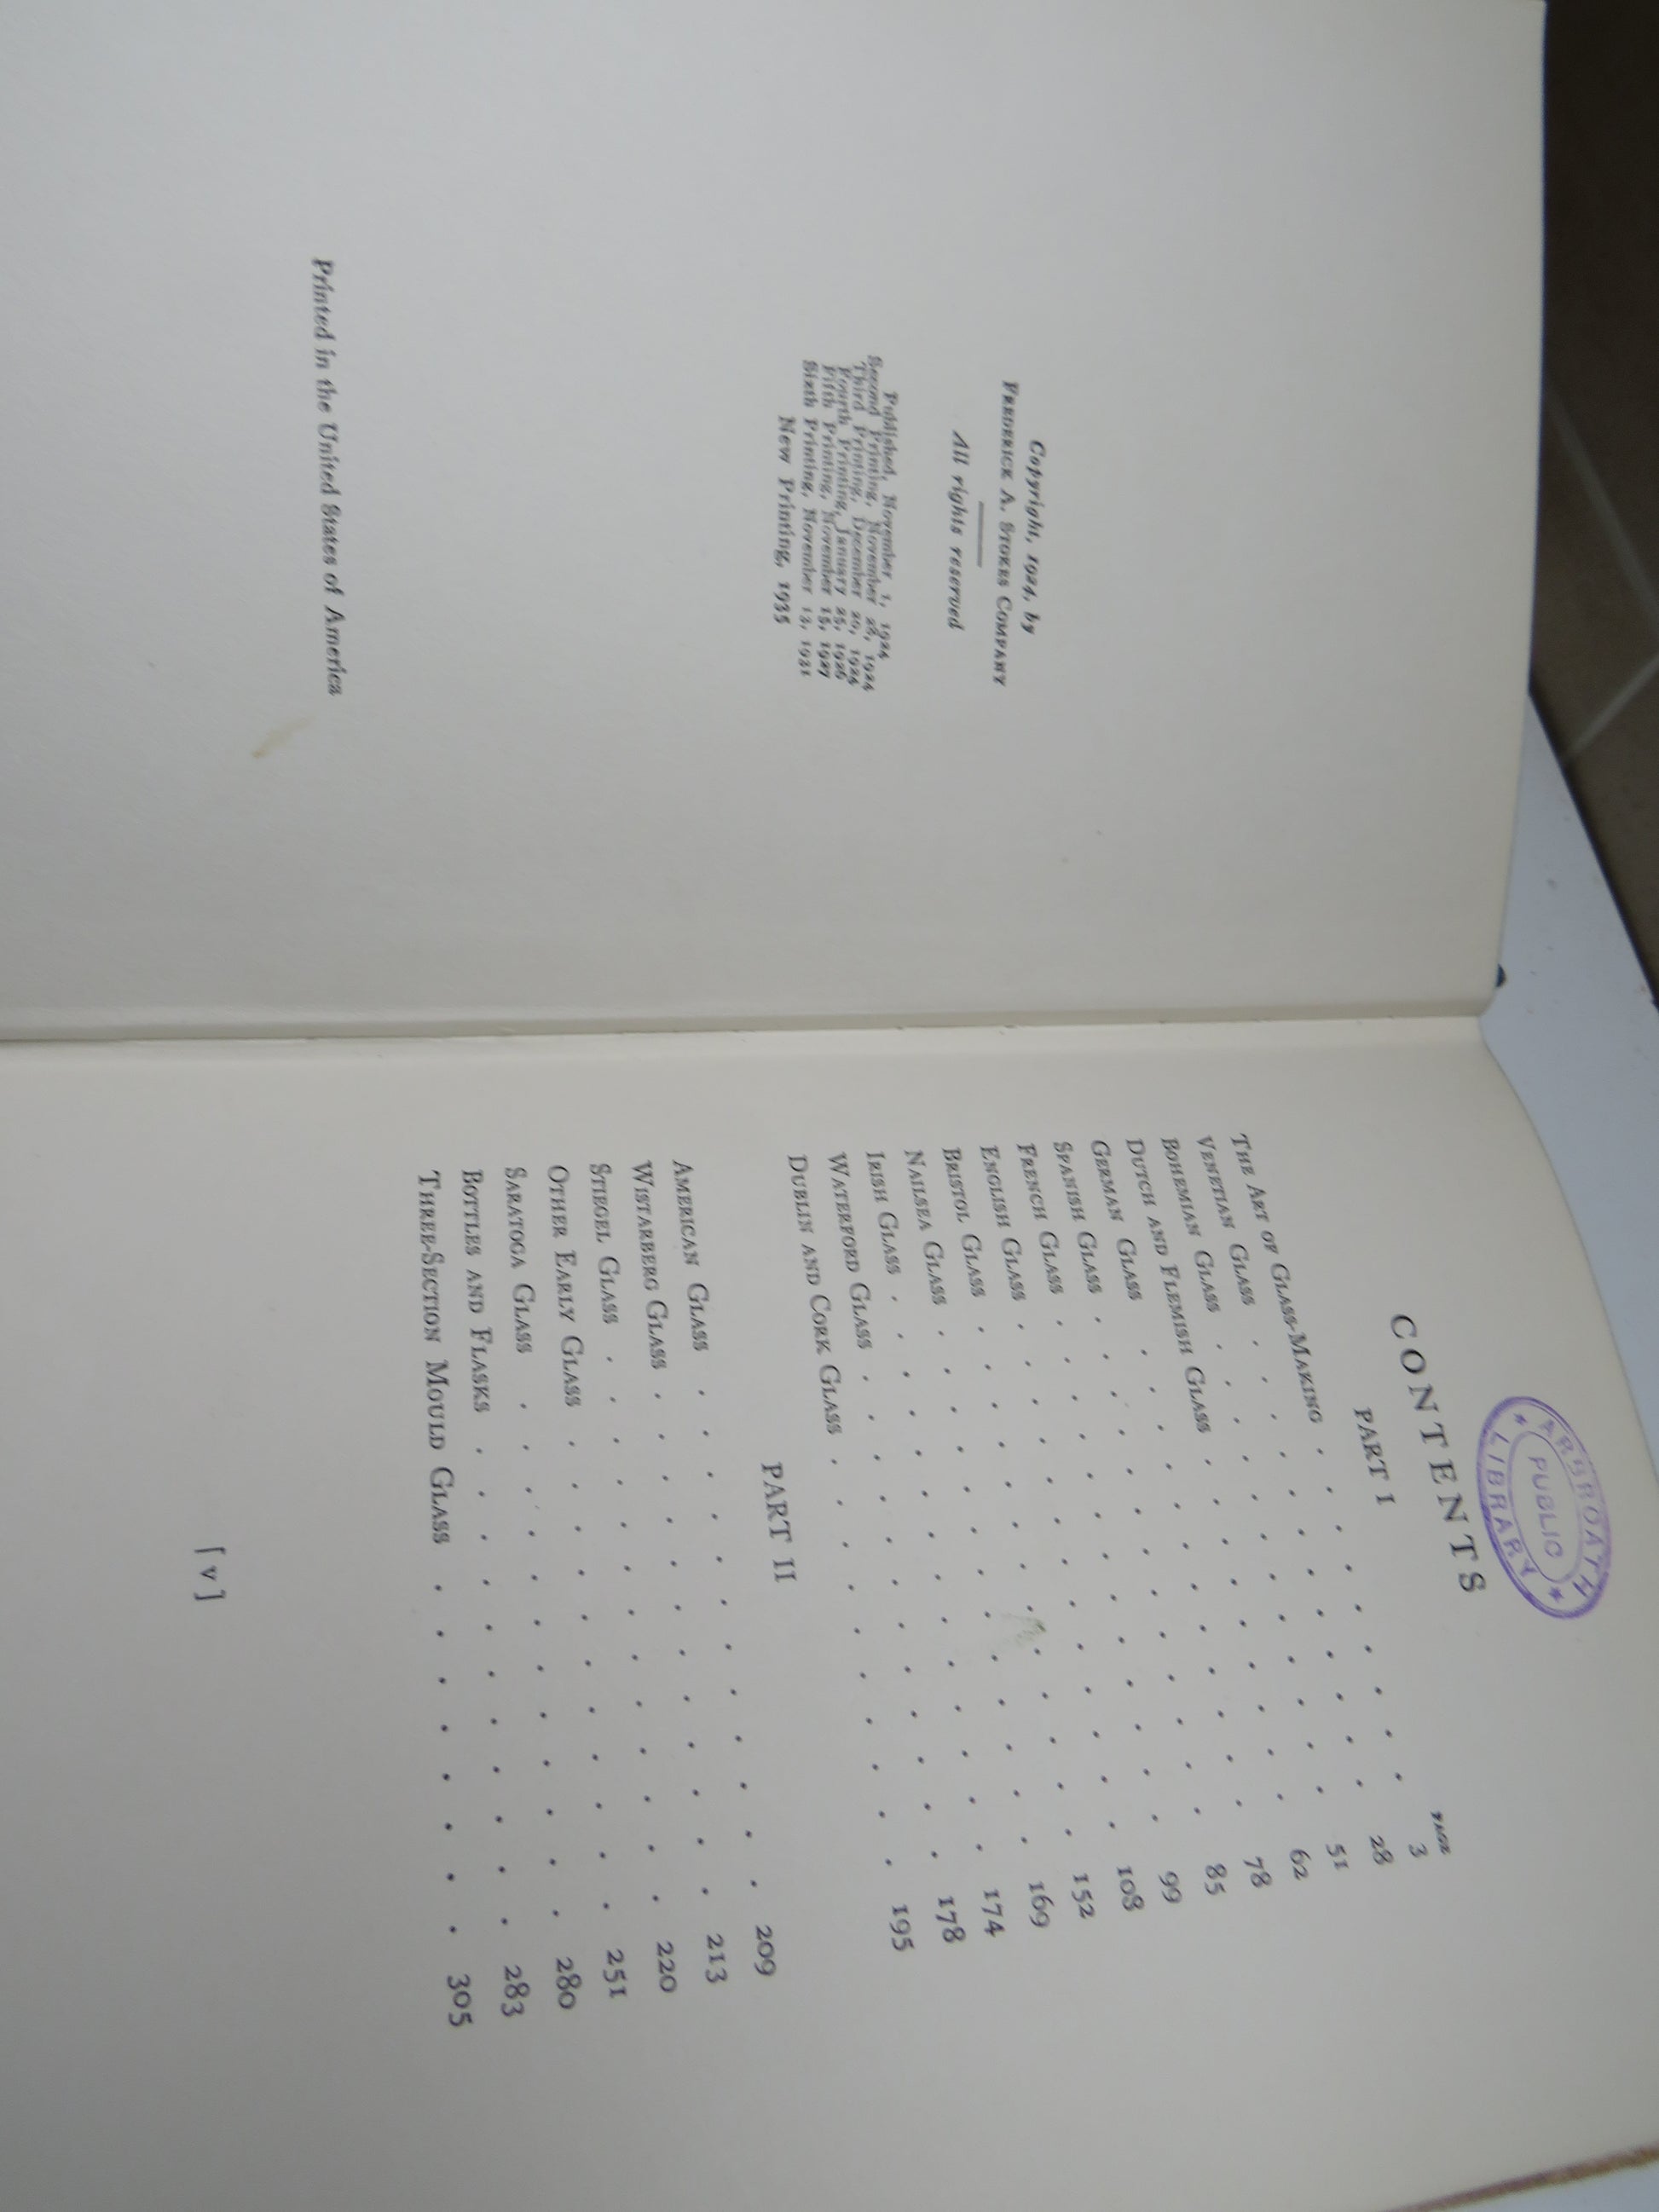 Copyright, 1924, by
FREDERICK A. STOKES COMPANY
All rights reserved
Published, November 1, 1924
Second Printing, November 28, 1924
Third Printing, December 20, 1924
Fourth Printing, January 25, 1926
Fifth Printing, November 15, 1927
Sixth Printing, November 13, 1931
New Printing, 1935
Printed in the United States of America
ARBROATH
PUBLIC
LIBRARY
CONTENTS
PART I
PAGE
THE ART OF GLASS-MAKING . . . . . . . . . 3
VENETIAN GLASS . . . . . . . . . . . . 28
BOHEMIAN GLASS . . . . . . . . . . . . 51
DUTCH AND FLEMISH GLASS . . . . . . . . . 62
GERMAN GLASS . . . . . . . . . . . . 78
SPANISH GLASS . . . . . . . . . . . . 85
FRENCH GLASS . . . . . . . . . . . . 99
ENGLISH GLASS . . . . . . . . . . . . 108
BRISTOL GLASS . . . . . . . . . . . . 152
NAILSEA GLASS . . . . . . . . . . . . 169
IRISH GLASS . . . . . . . . . . . . . 174
WATERFORD GLASS . . . . . . . . . . . 178
DUBLIN AND CORK GLASS . . . . . . . . . 195
PART II
AMERICAN GLASS . . . . . . . . . . . . 209
WISTARBERG GLASS . . . . . . . . . . . 213
STIEGEL GLASS . . . . . . . . . . . . 220
OTHER EARLY GLASS . . . . . . . . . . . 251
SARATOGA GLASS . . . . . . . . . . . . 280
BOTTLES AND FLASKS . . . . . . . . . . . 283
THREE-SECTION MOULD GLASS . . . . . . . . 305
[v]